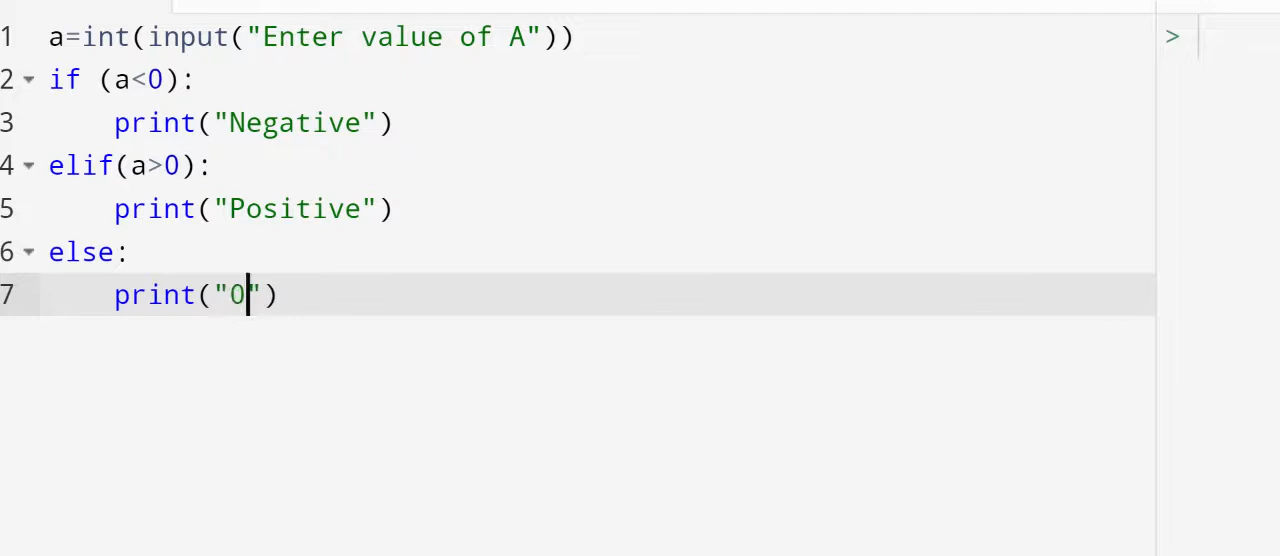 1 a=int(input("Enter value of A"))
2 if (a<0):
3     print("Negative")
4 elif(a>0):
5     print("Positive")
6 else:
7     print("0")
>